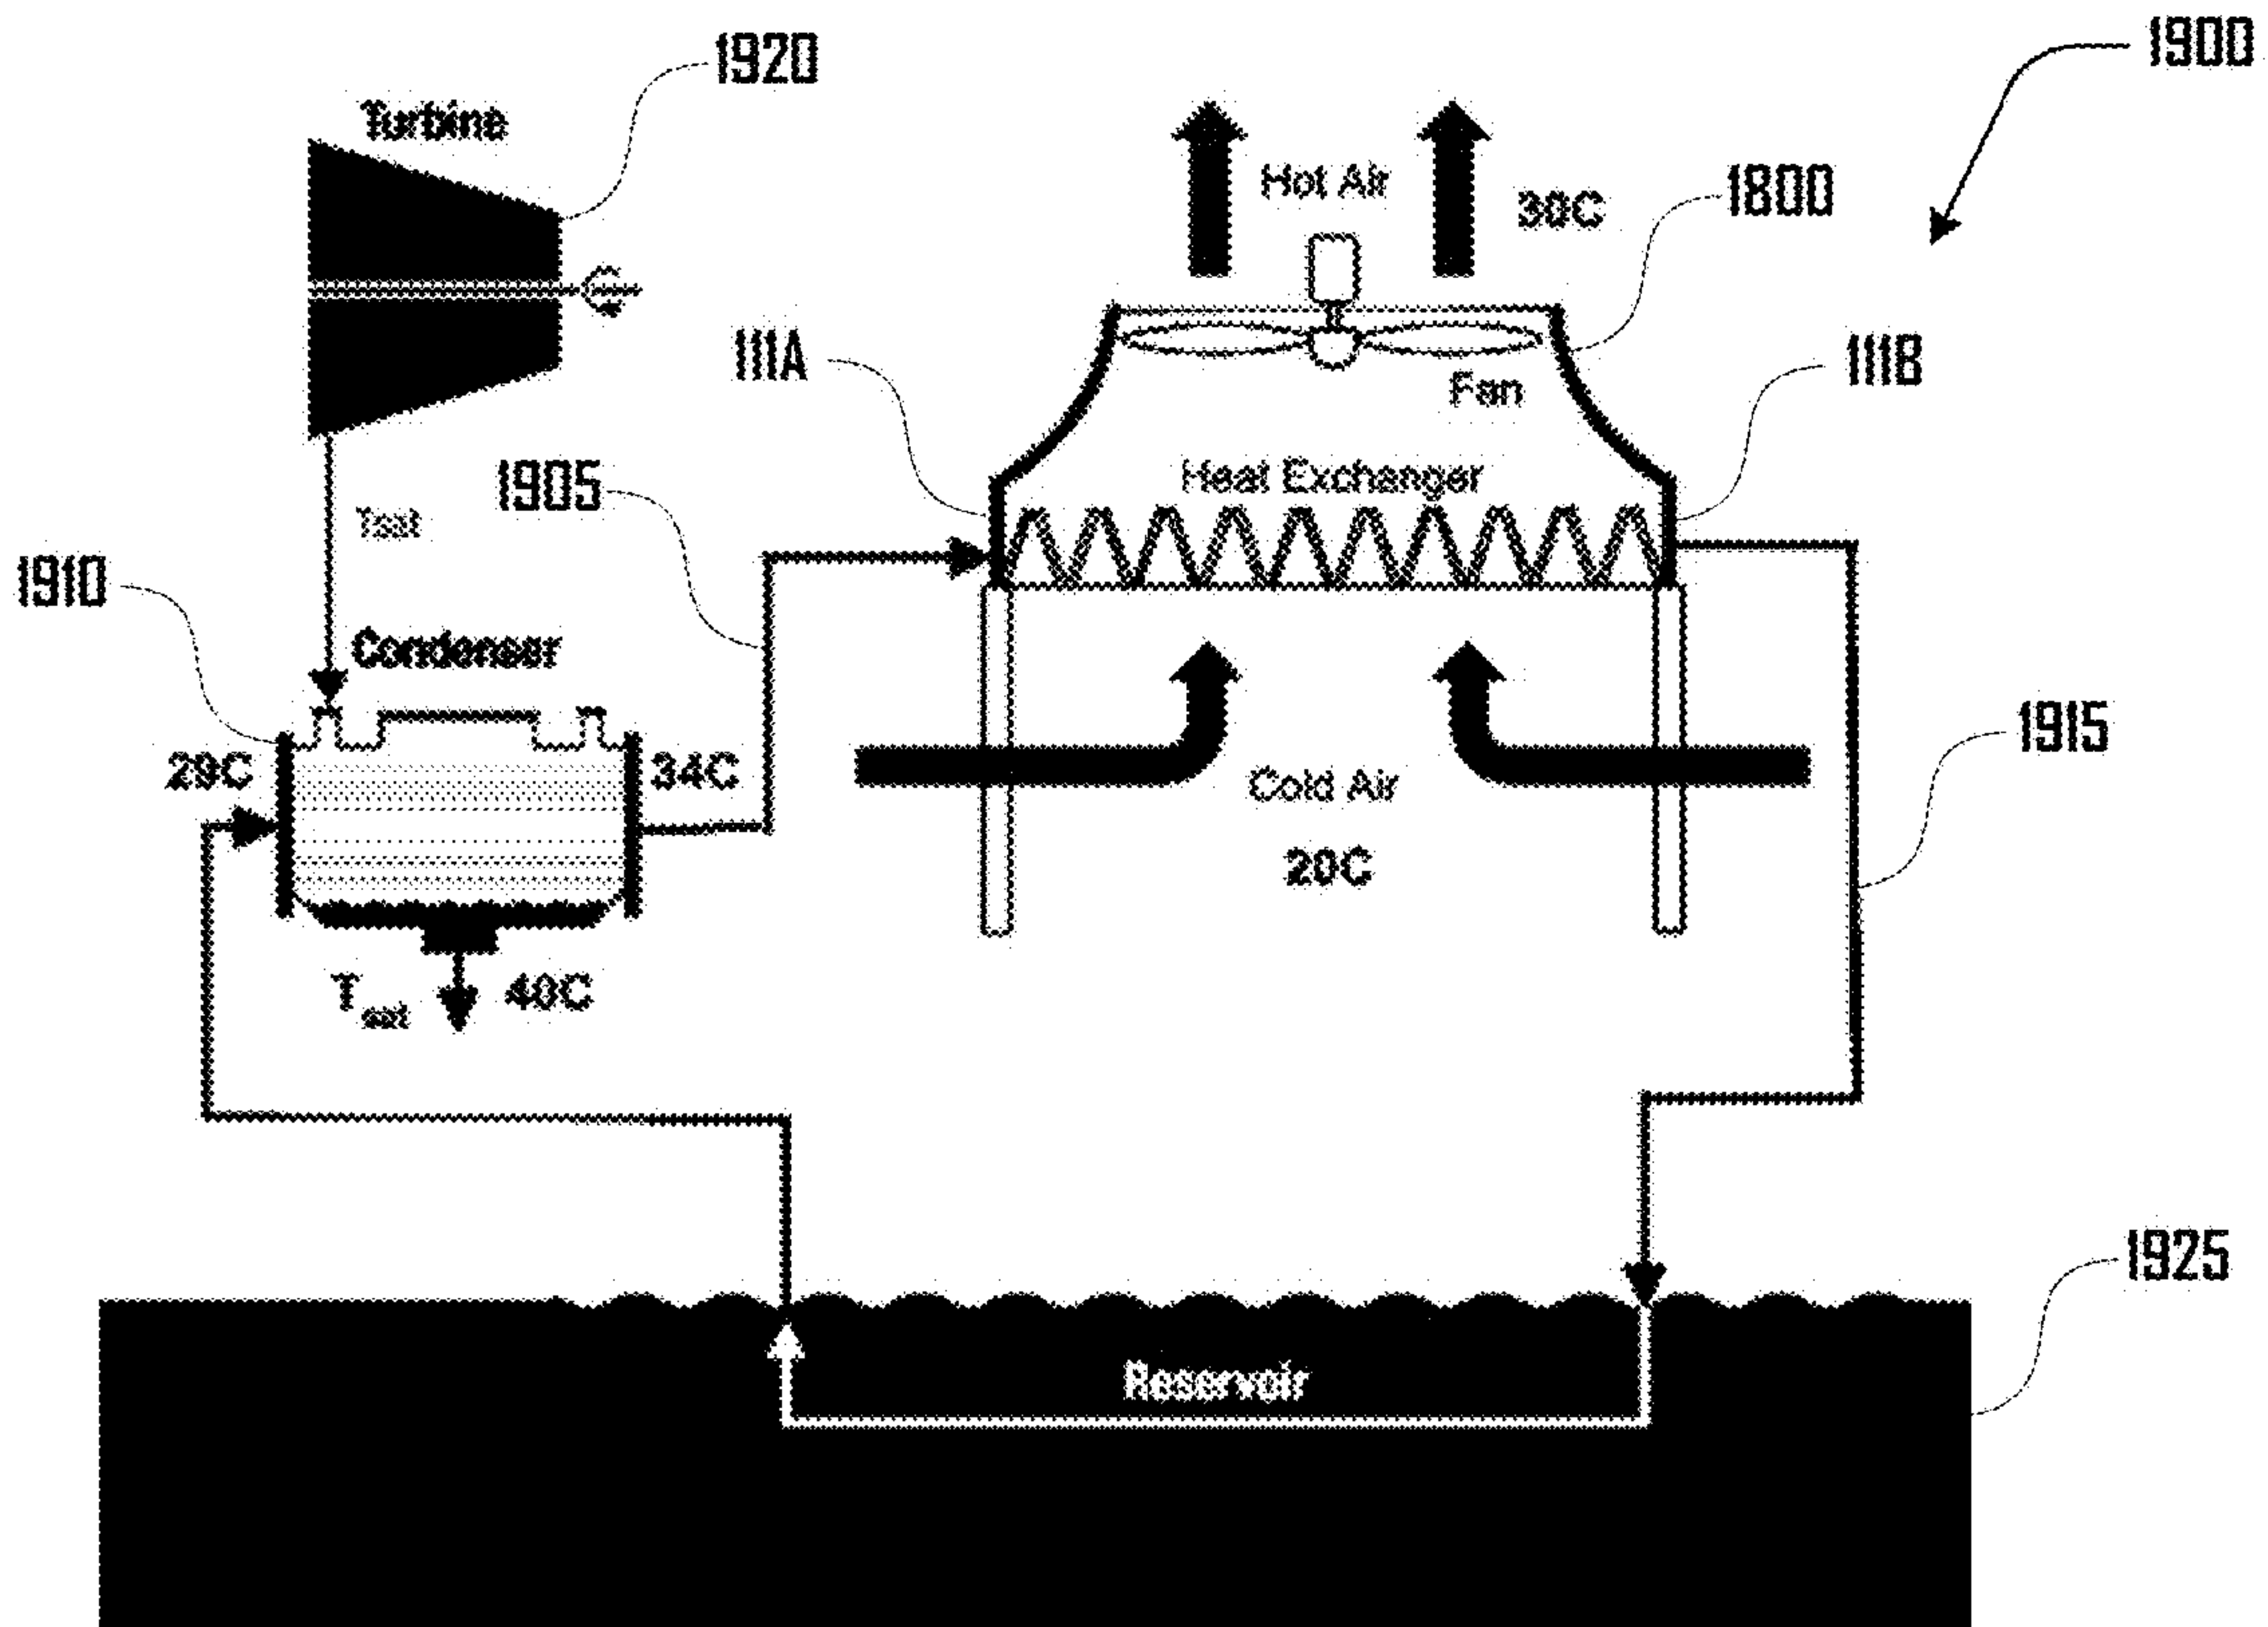 1920
1900
Turbine
Hot Air
30C
1800
111A
111B
Fan
1905
Heat Exchanger
Tsat
1910
Condenser
1915
29C
34C
Cold Air
20C
Tsat
40C
1925
Reservoir